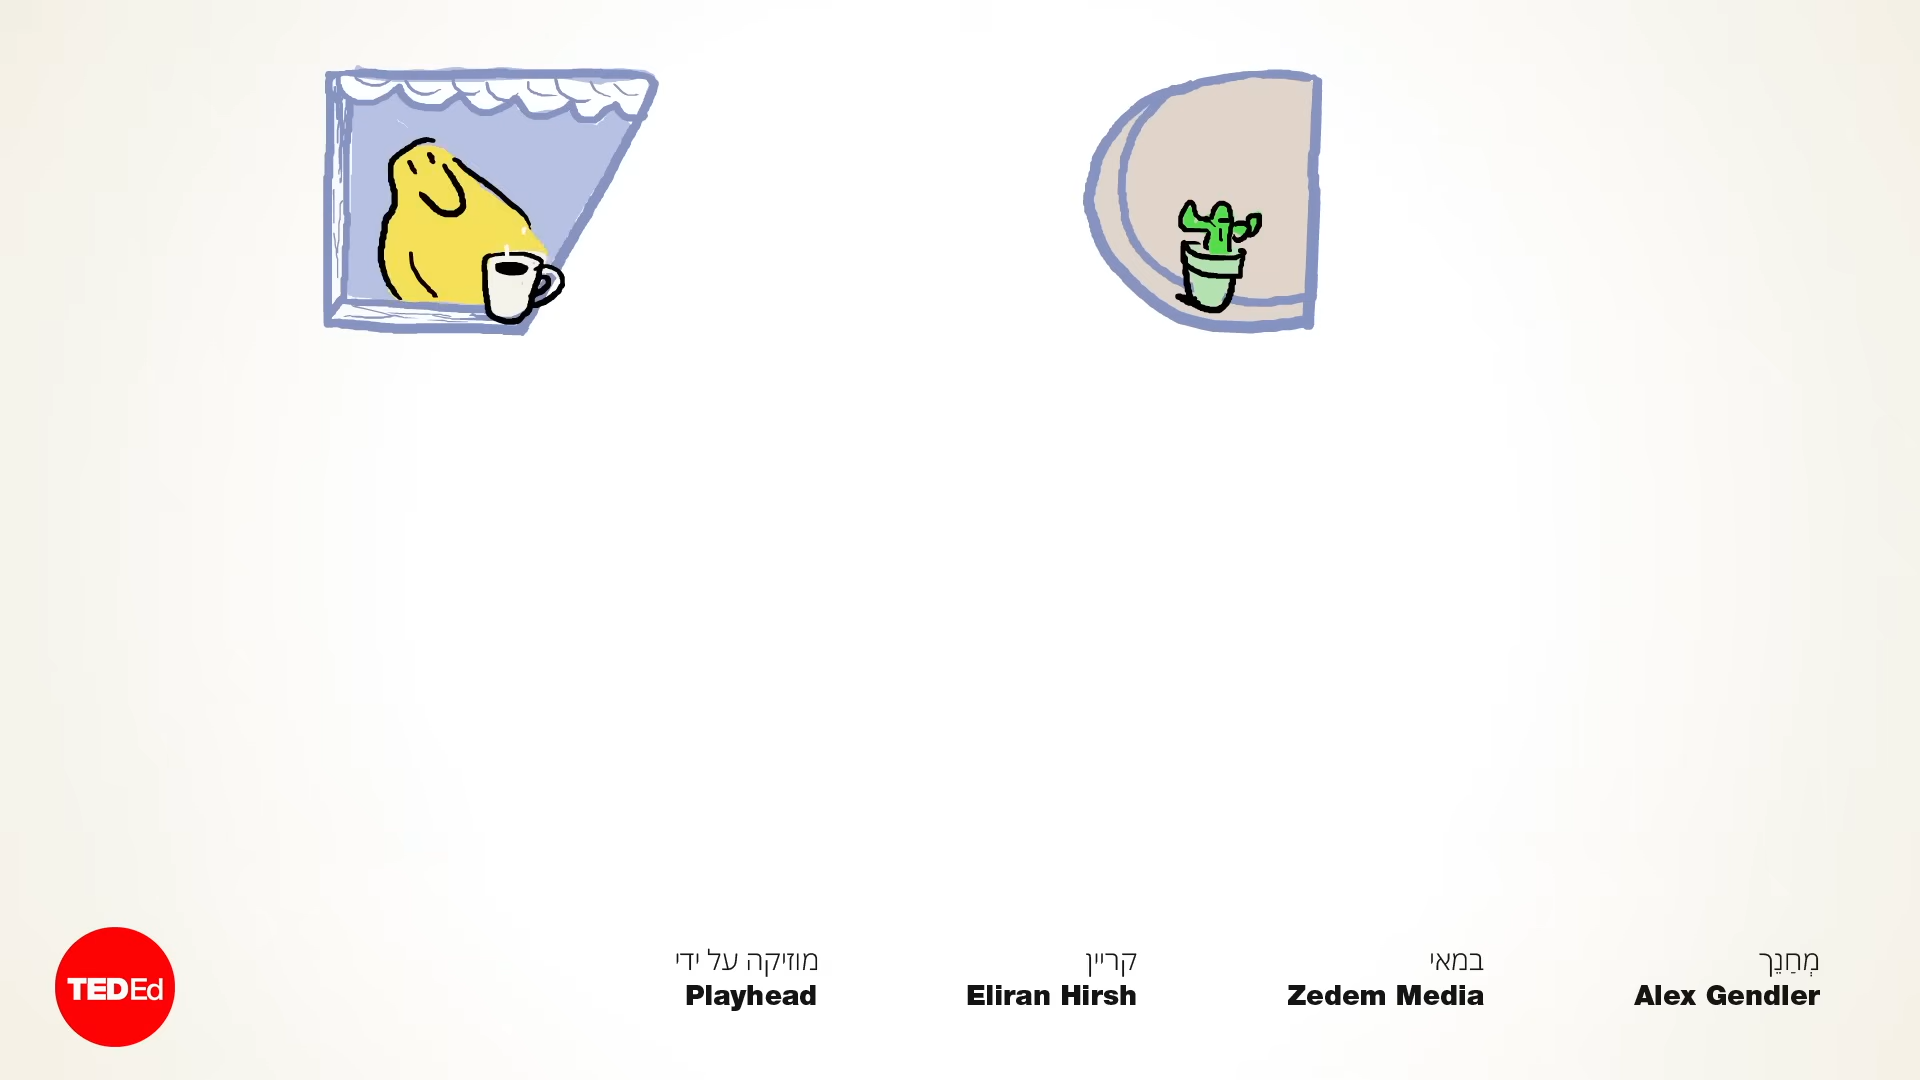 מְחַנֵך
Alex Gendler
במאי
Zedem Media
קריין
Eliran Hirsh
מוזיקה על ידי
Playhead
TEDEd